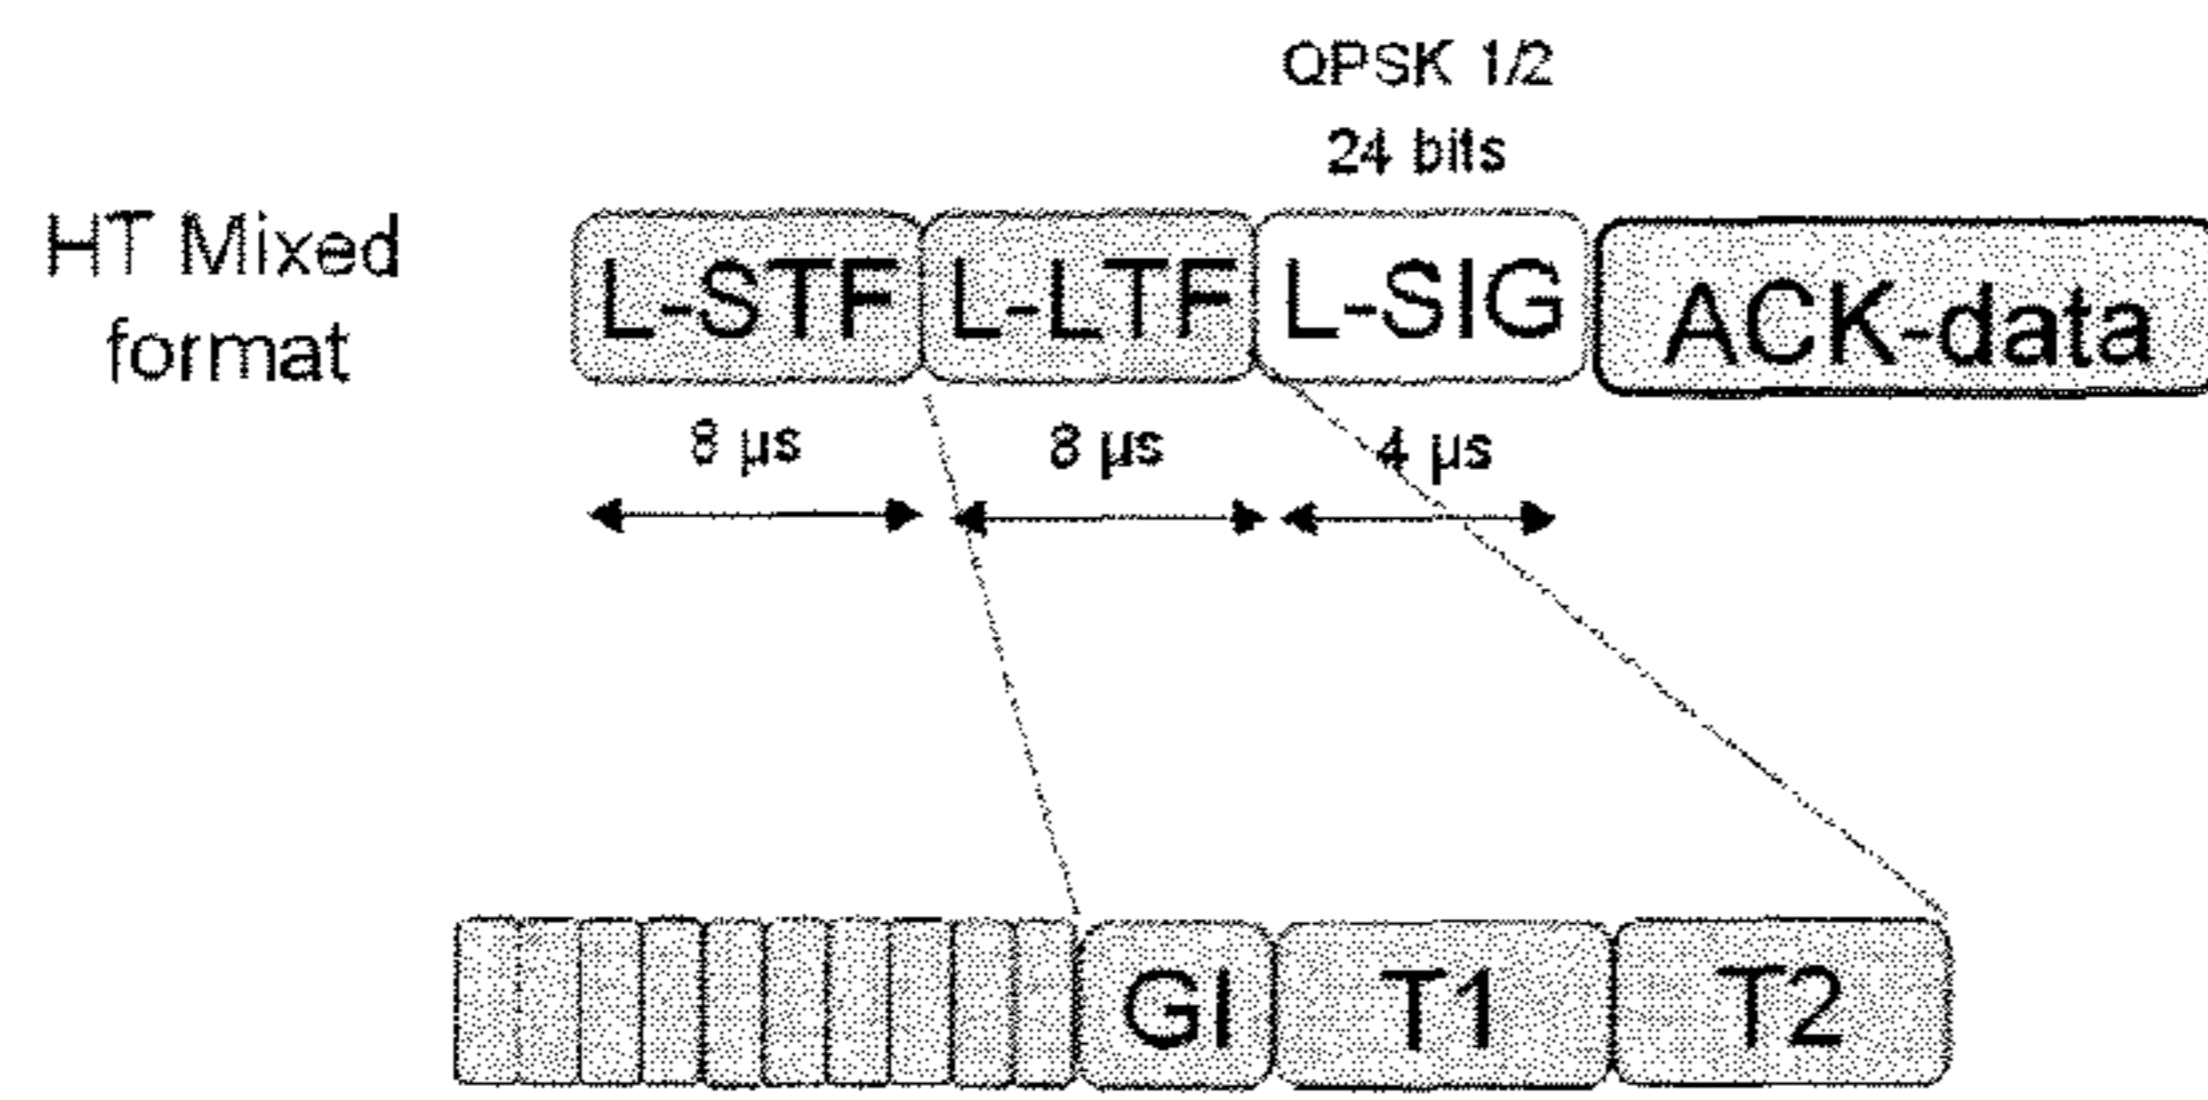 QPSK 1/2
24 bits
HT Mixed
format
L-STF L-LTF L-SIG ACK-data
8 µs 8 µs 4 µs
GI T1 T2